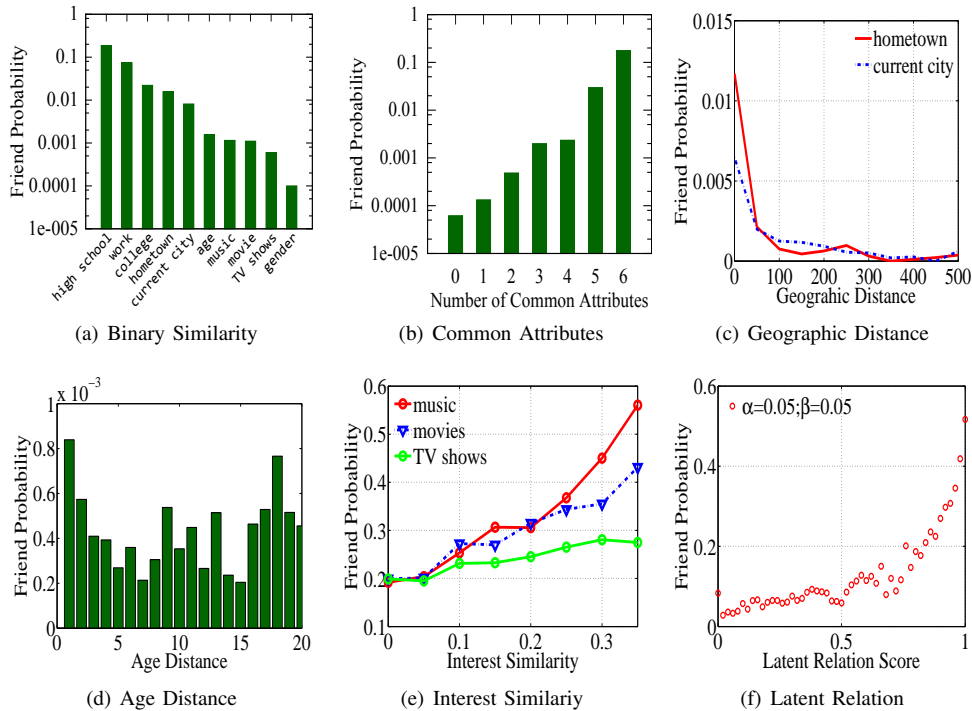 1
0.1
0.01
0.001
0.0001
1e-005
Friend Probability
high school
work
college
hometown
current city
age
music
movie
TV shows
gender
(a) Binary Similarity
1
0.1
0.001
0.0001
1e-005
Friend Probability
0 1 2 3 4 5 6
Number of Common Attributes
(b) Common Attributes
0.015
0.01
0.005
0
Friend Probability
hometown
current city
0 100 200 300 400 500
Geograhic Distance
(c) Geographic Distance
x 10-3
1
0.8
0.6
0.4
0.2
0
Friend Probability
0 5 10 15 20
Age Distance
(d) Age Distance
0.6
0.5
0.4
0.3
0.2
0.1
Friend Probability
music
movies
TV shows
0 0.1 0.2 0.3
Interest Similarity
(e) Interest Similariy
0.6
0.4
0.2
0
Friend Probability
α=0.05;β=0.05
0 0.5 1
Latent Relation Score
(f) Latent Relation